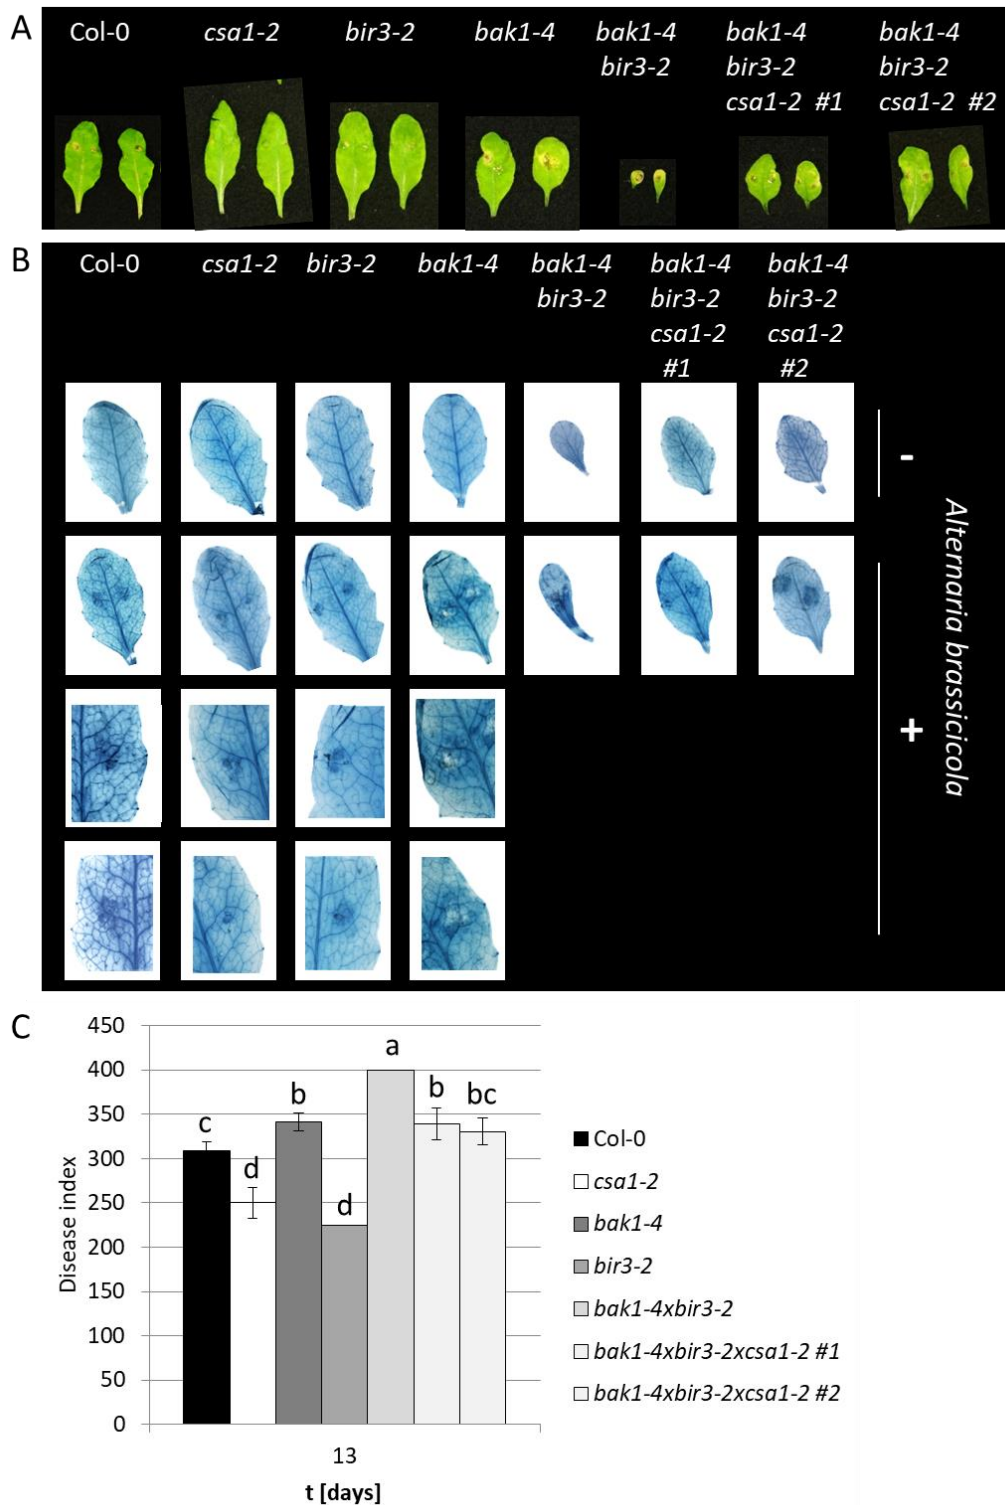 A
Col-0
csa1-2
bir3-2
bak1-4
bak1-4
bir3-2
bak1-4
bir3-2
csa1-2 #1
bak1-4
bir3-2
csa1-2 #2
B
Col-0
csa1-2
bir3-2
bak1-4
bak1-4
bir3-2
bak1-4
bir3-2
csa1-2
#1
bak1-4
bir3-2
csa1-2
#2
-
+
Alternaria brassicicola
C
Disease index
450
400
350
300
250
200
150
100
50
0
c
d
b
d
a
b
bc
13
t [days]
Col-0
csa1-2
bak1-4
bir3-2
bak1-4xbir3-2
bak1-4xbir3-2xcsa1-2 #1
bak1-4xbir3-2xcsa1-2 #2